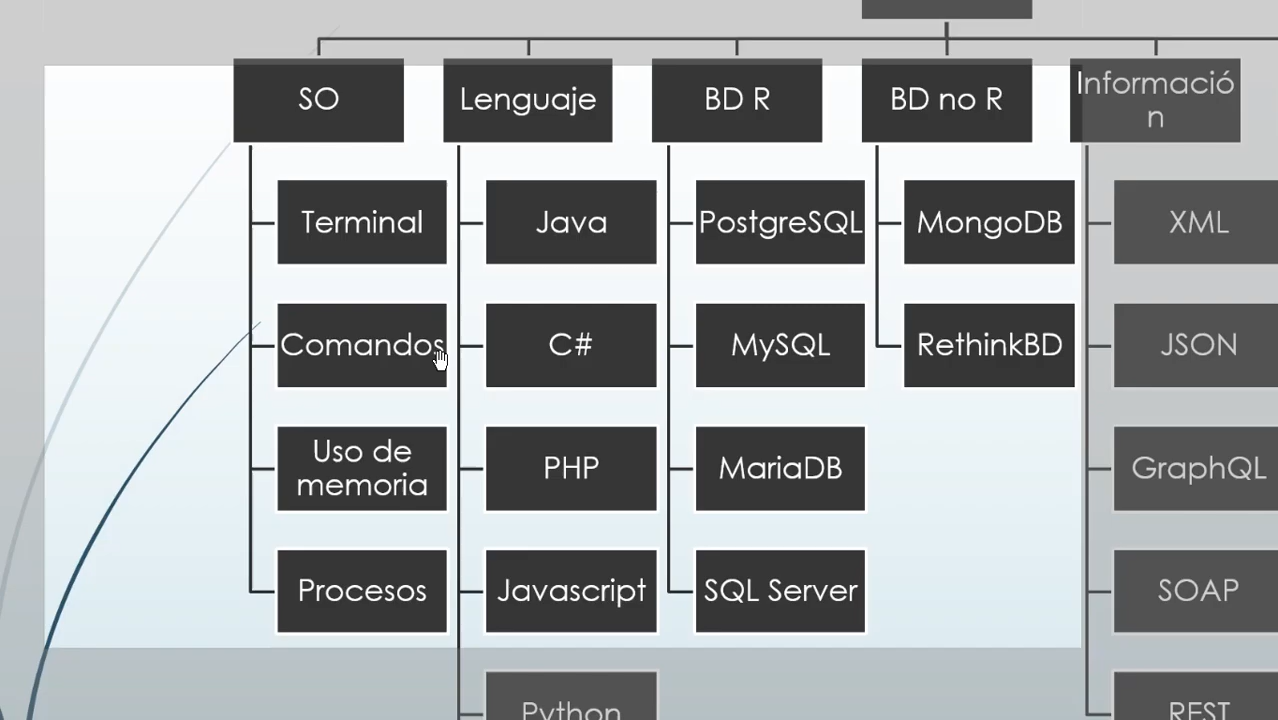 SO
Lenguaje
BD R
BD no R
Informació
n
Terminal
Java
PostgreSQL
MongoDB
XML
Comandos
C#
MySQL
RethinkBD
JSON
Uso de
memoria
PHP
MariaDB
GraphQL
Procesos
Javascript
SQL Server
SOAP
Python
REST